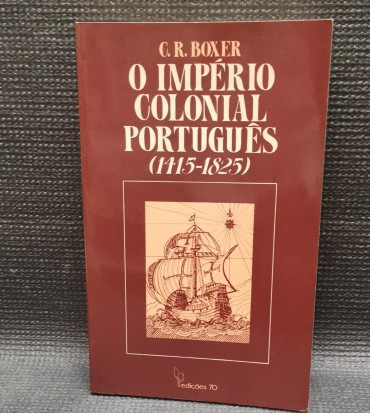 C. R. BOXER
O IMPÉRIO
COLONIAL
PORTUGUÊS
(1415-1825)
edições 70